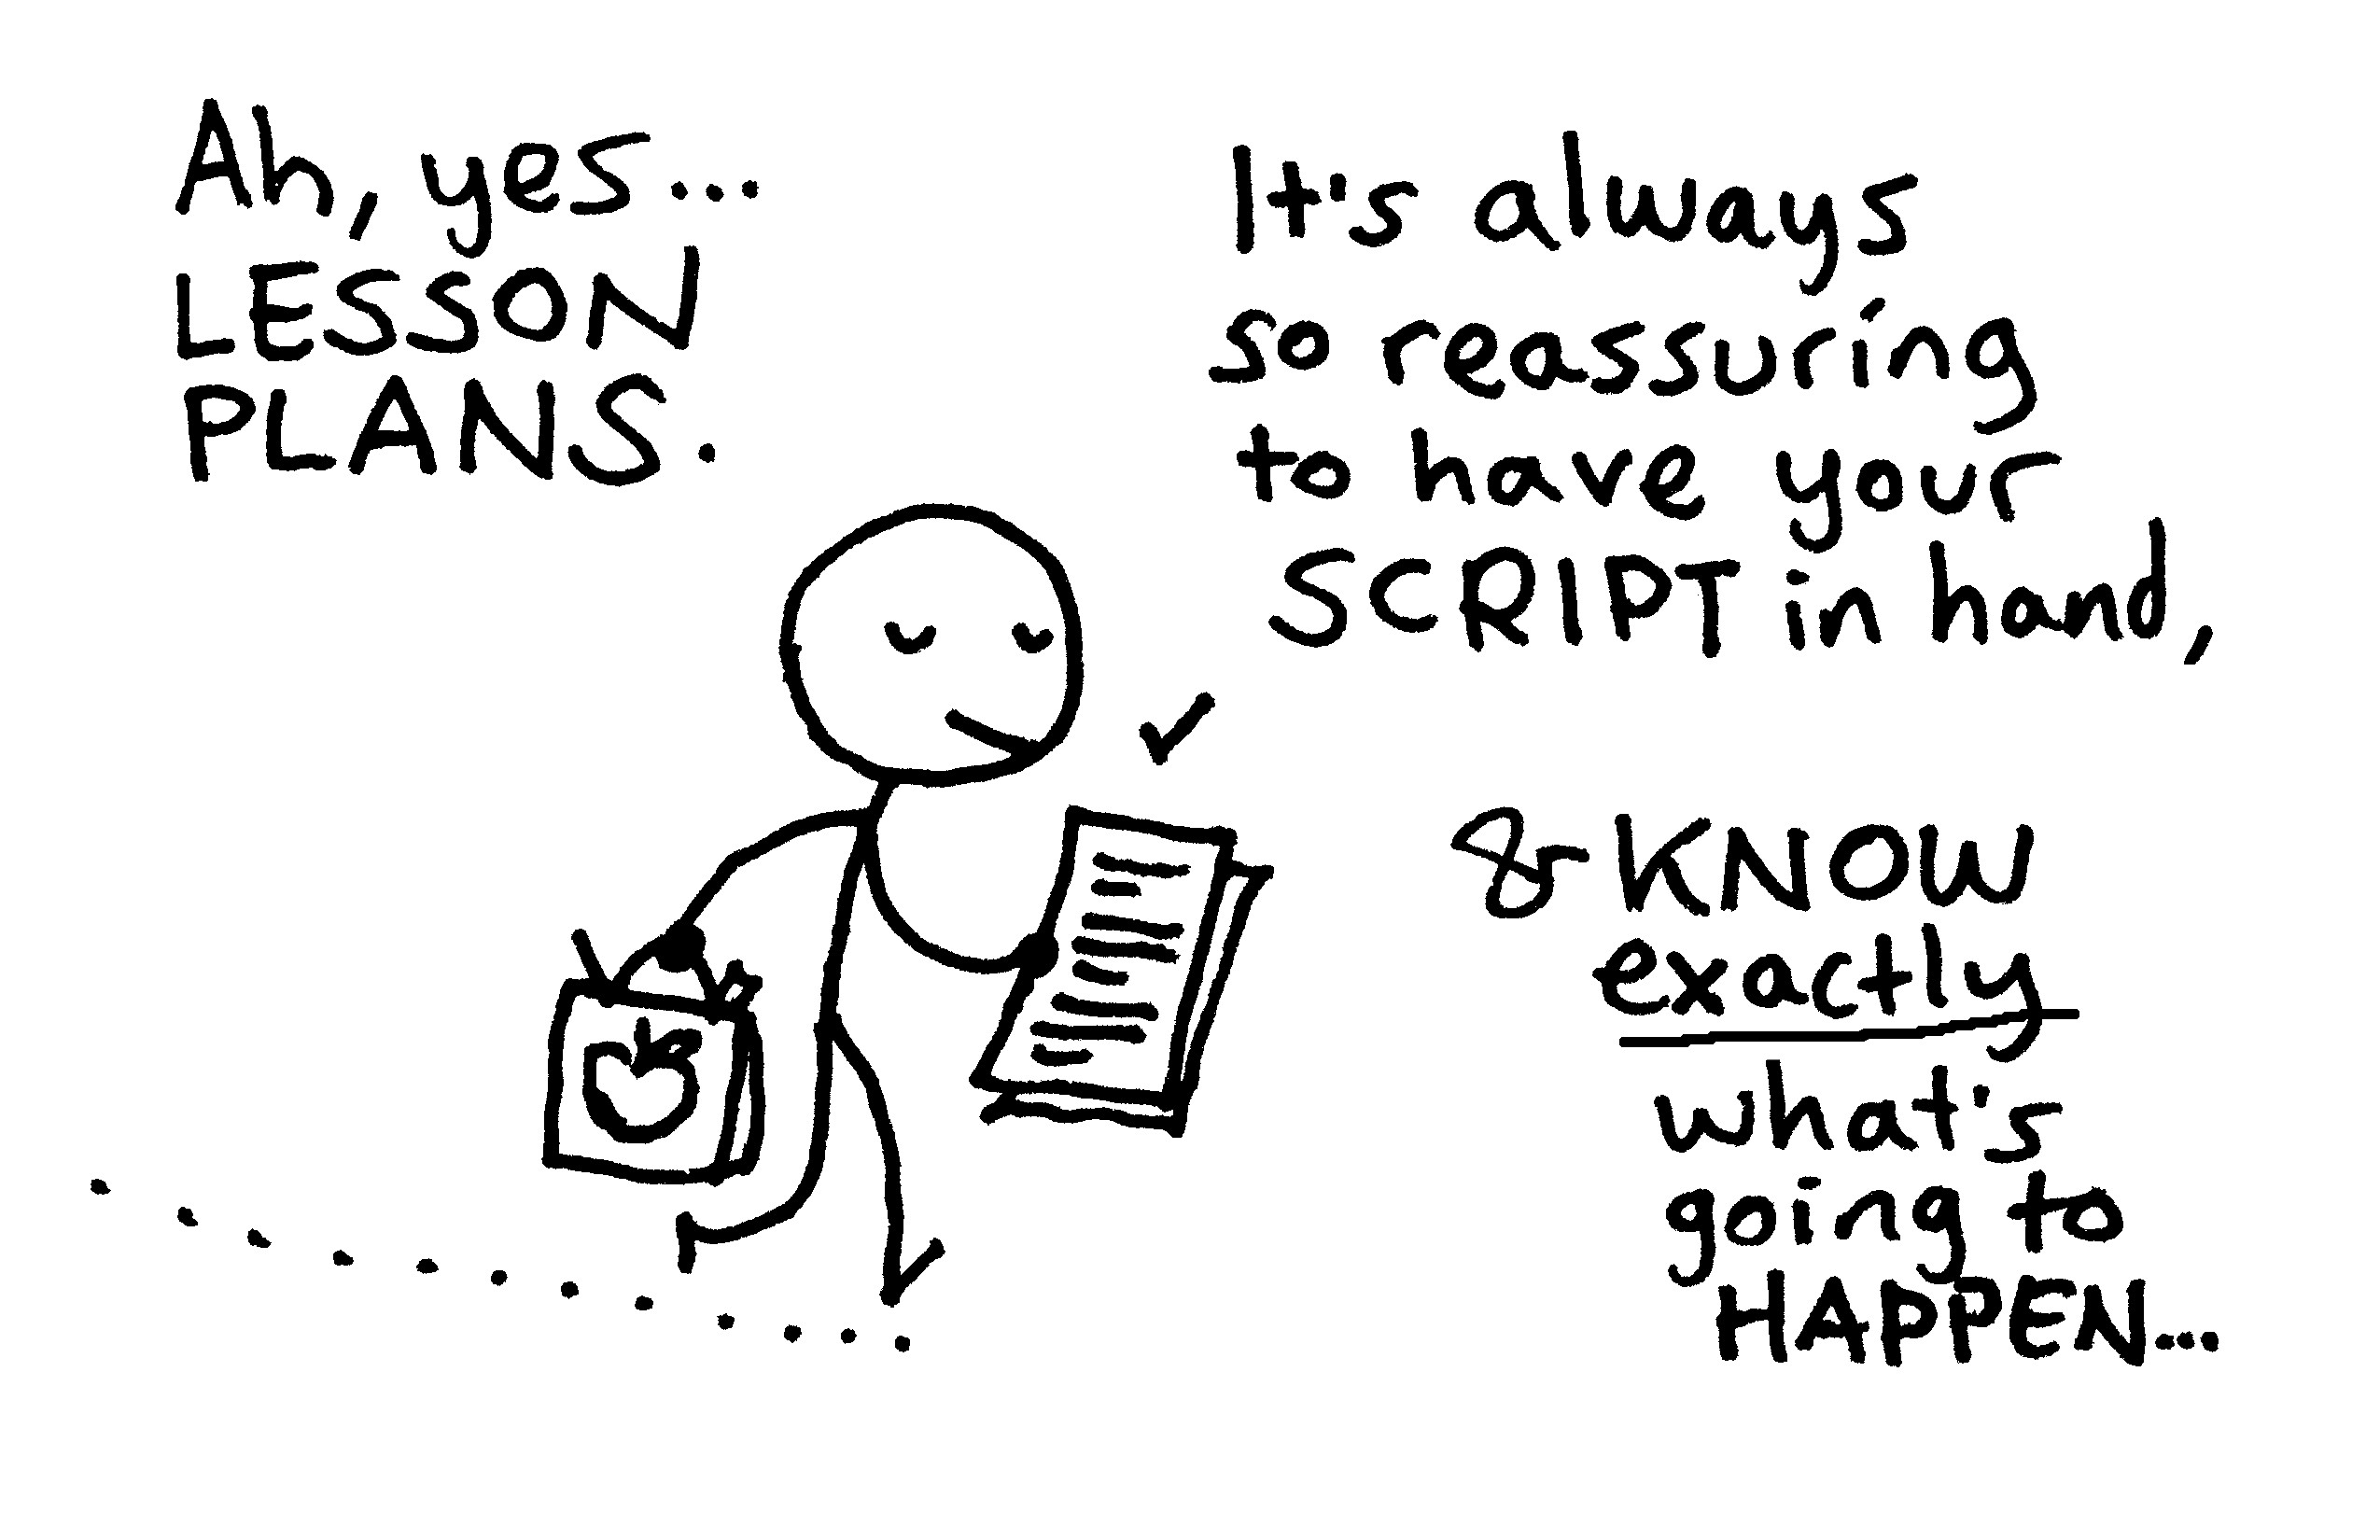 Ah, yes...
LESSON
PLANS.
It's always
so reassuring
to have your
SCRIPT in hand,
& KNOW
exactly
what's
going to
HAPPEN...